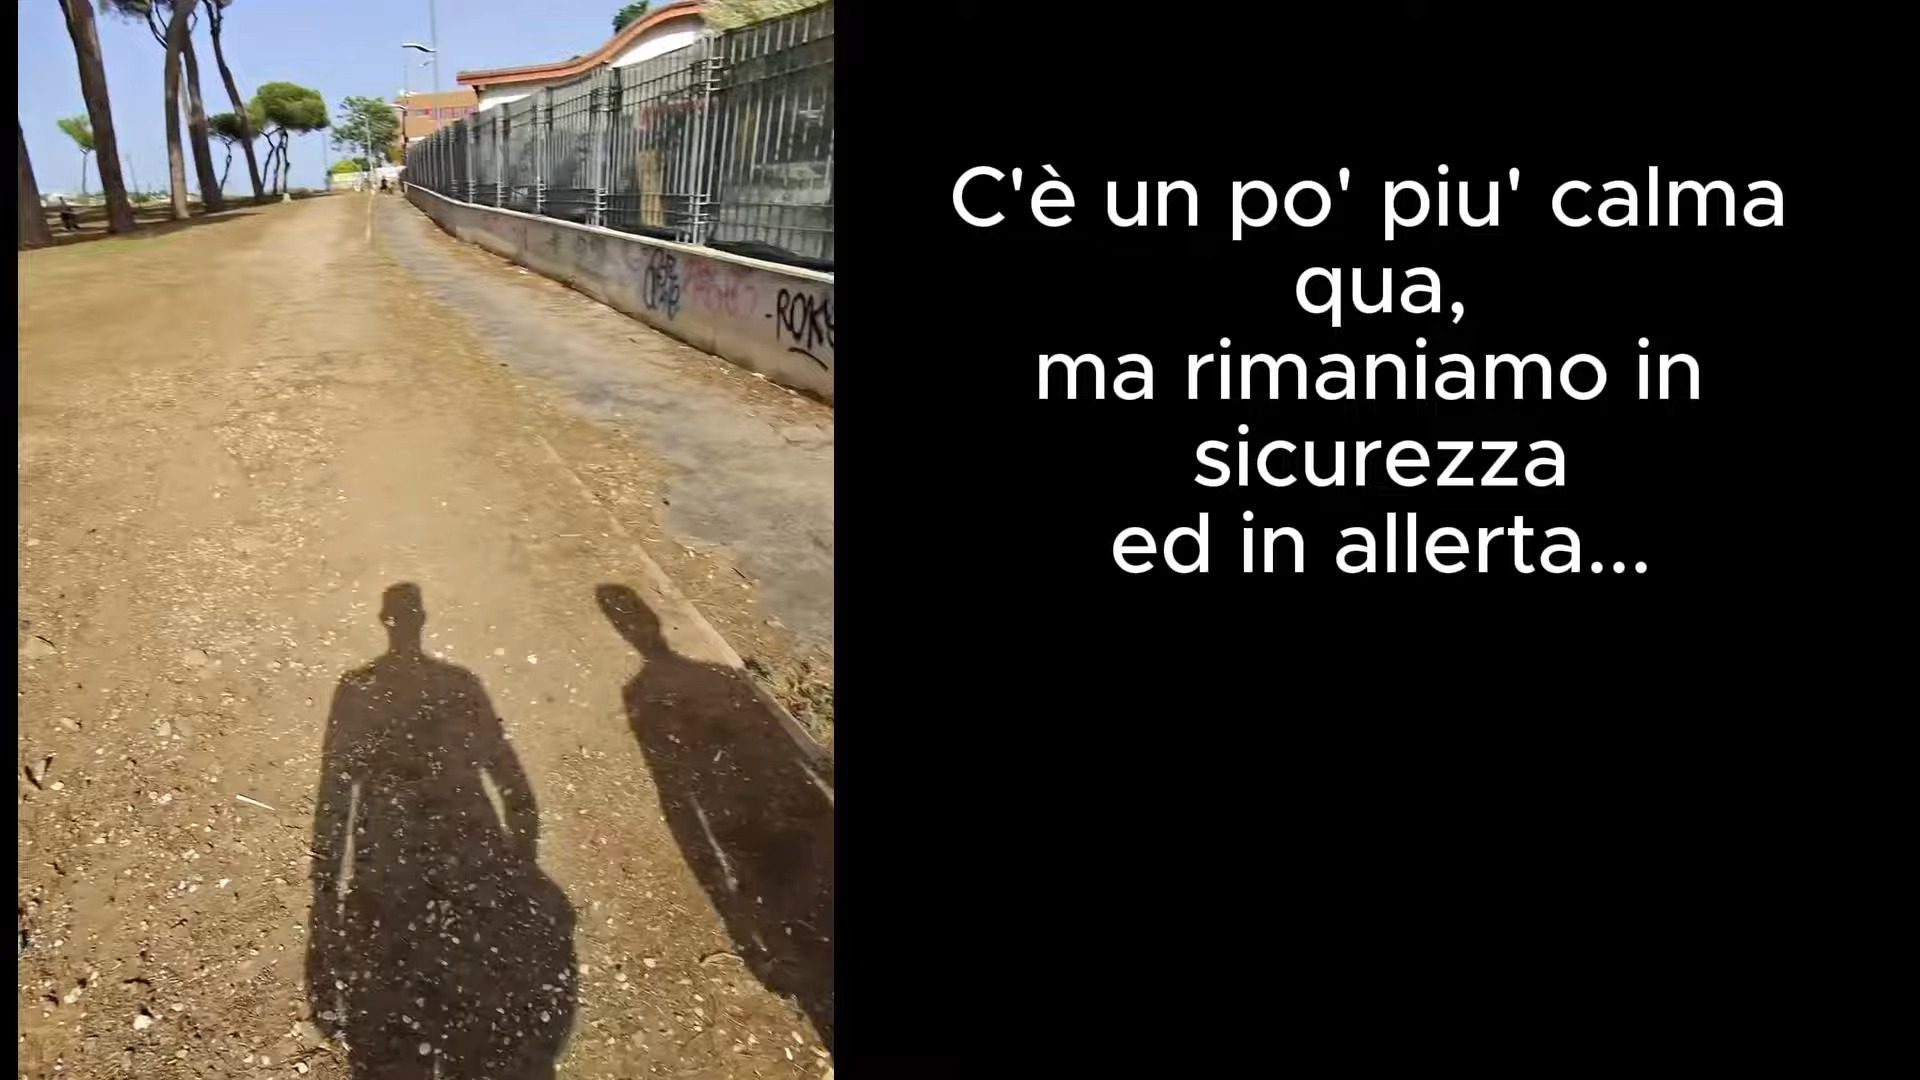 C'è un po' piu' calma
qua,
ma rimaniamo in
sicurezza
ed in allerta...